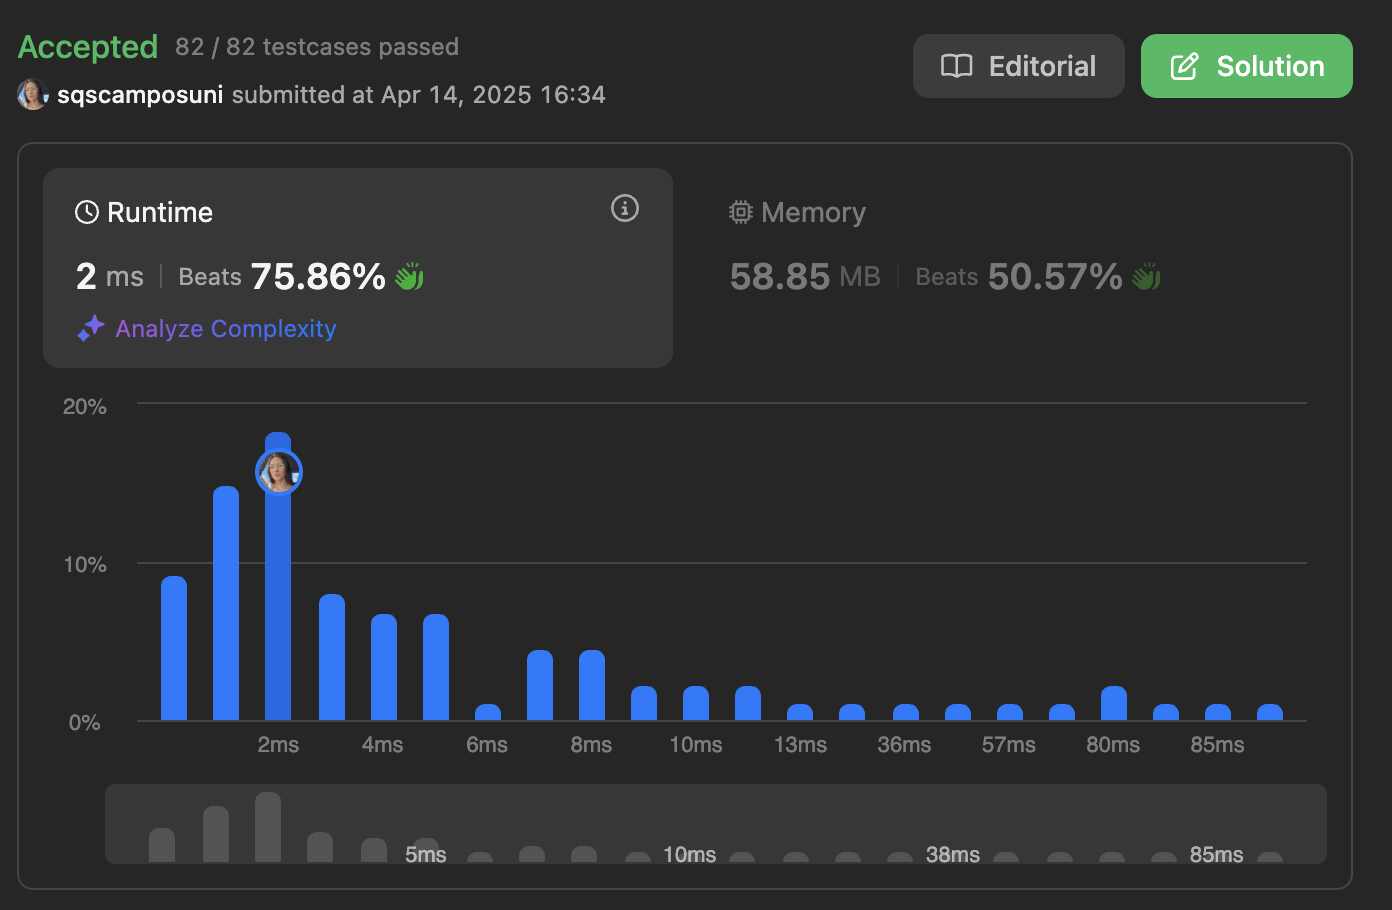 Accepted 82 / 82 testcases passed
sqscamposuni submitted at Apr 14, 2025 16:34
Editorial
Solution
Runtime
2 ms | Beats 75.86%
Analyze Complexity
Memory
58.85 MB | Beats 50.57%
20%
10%
0%
2ms 4ms 6ms 8ms 10ms 13ms 36ms 57ms 80ms 85ms
5ms 10ms 38ms 85ms